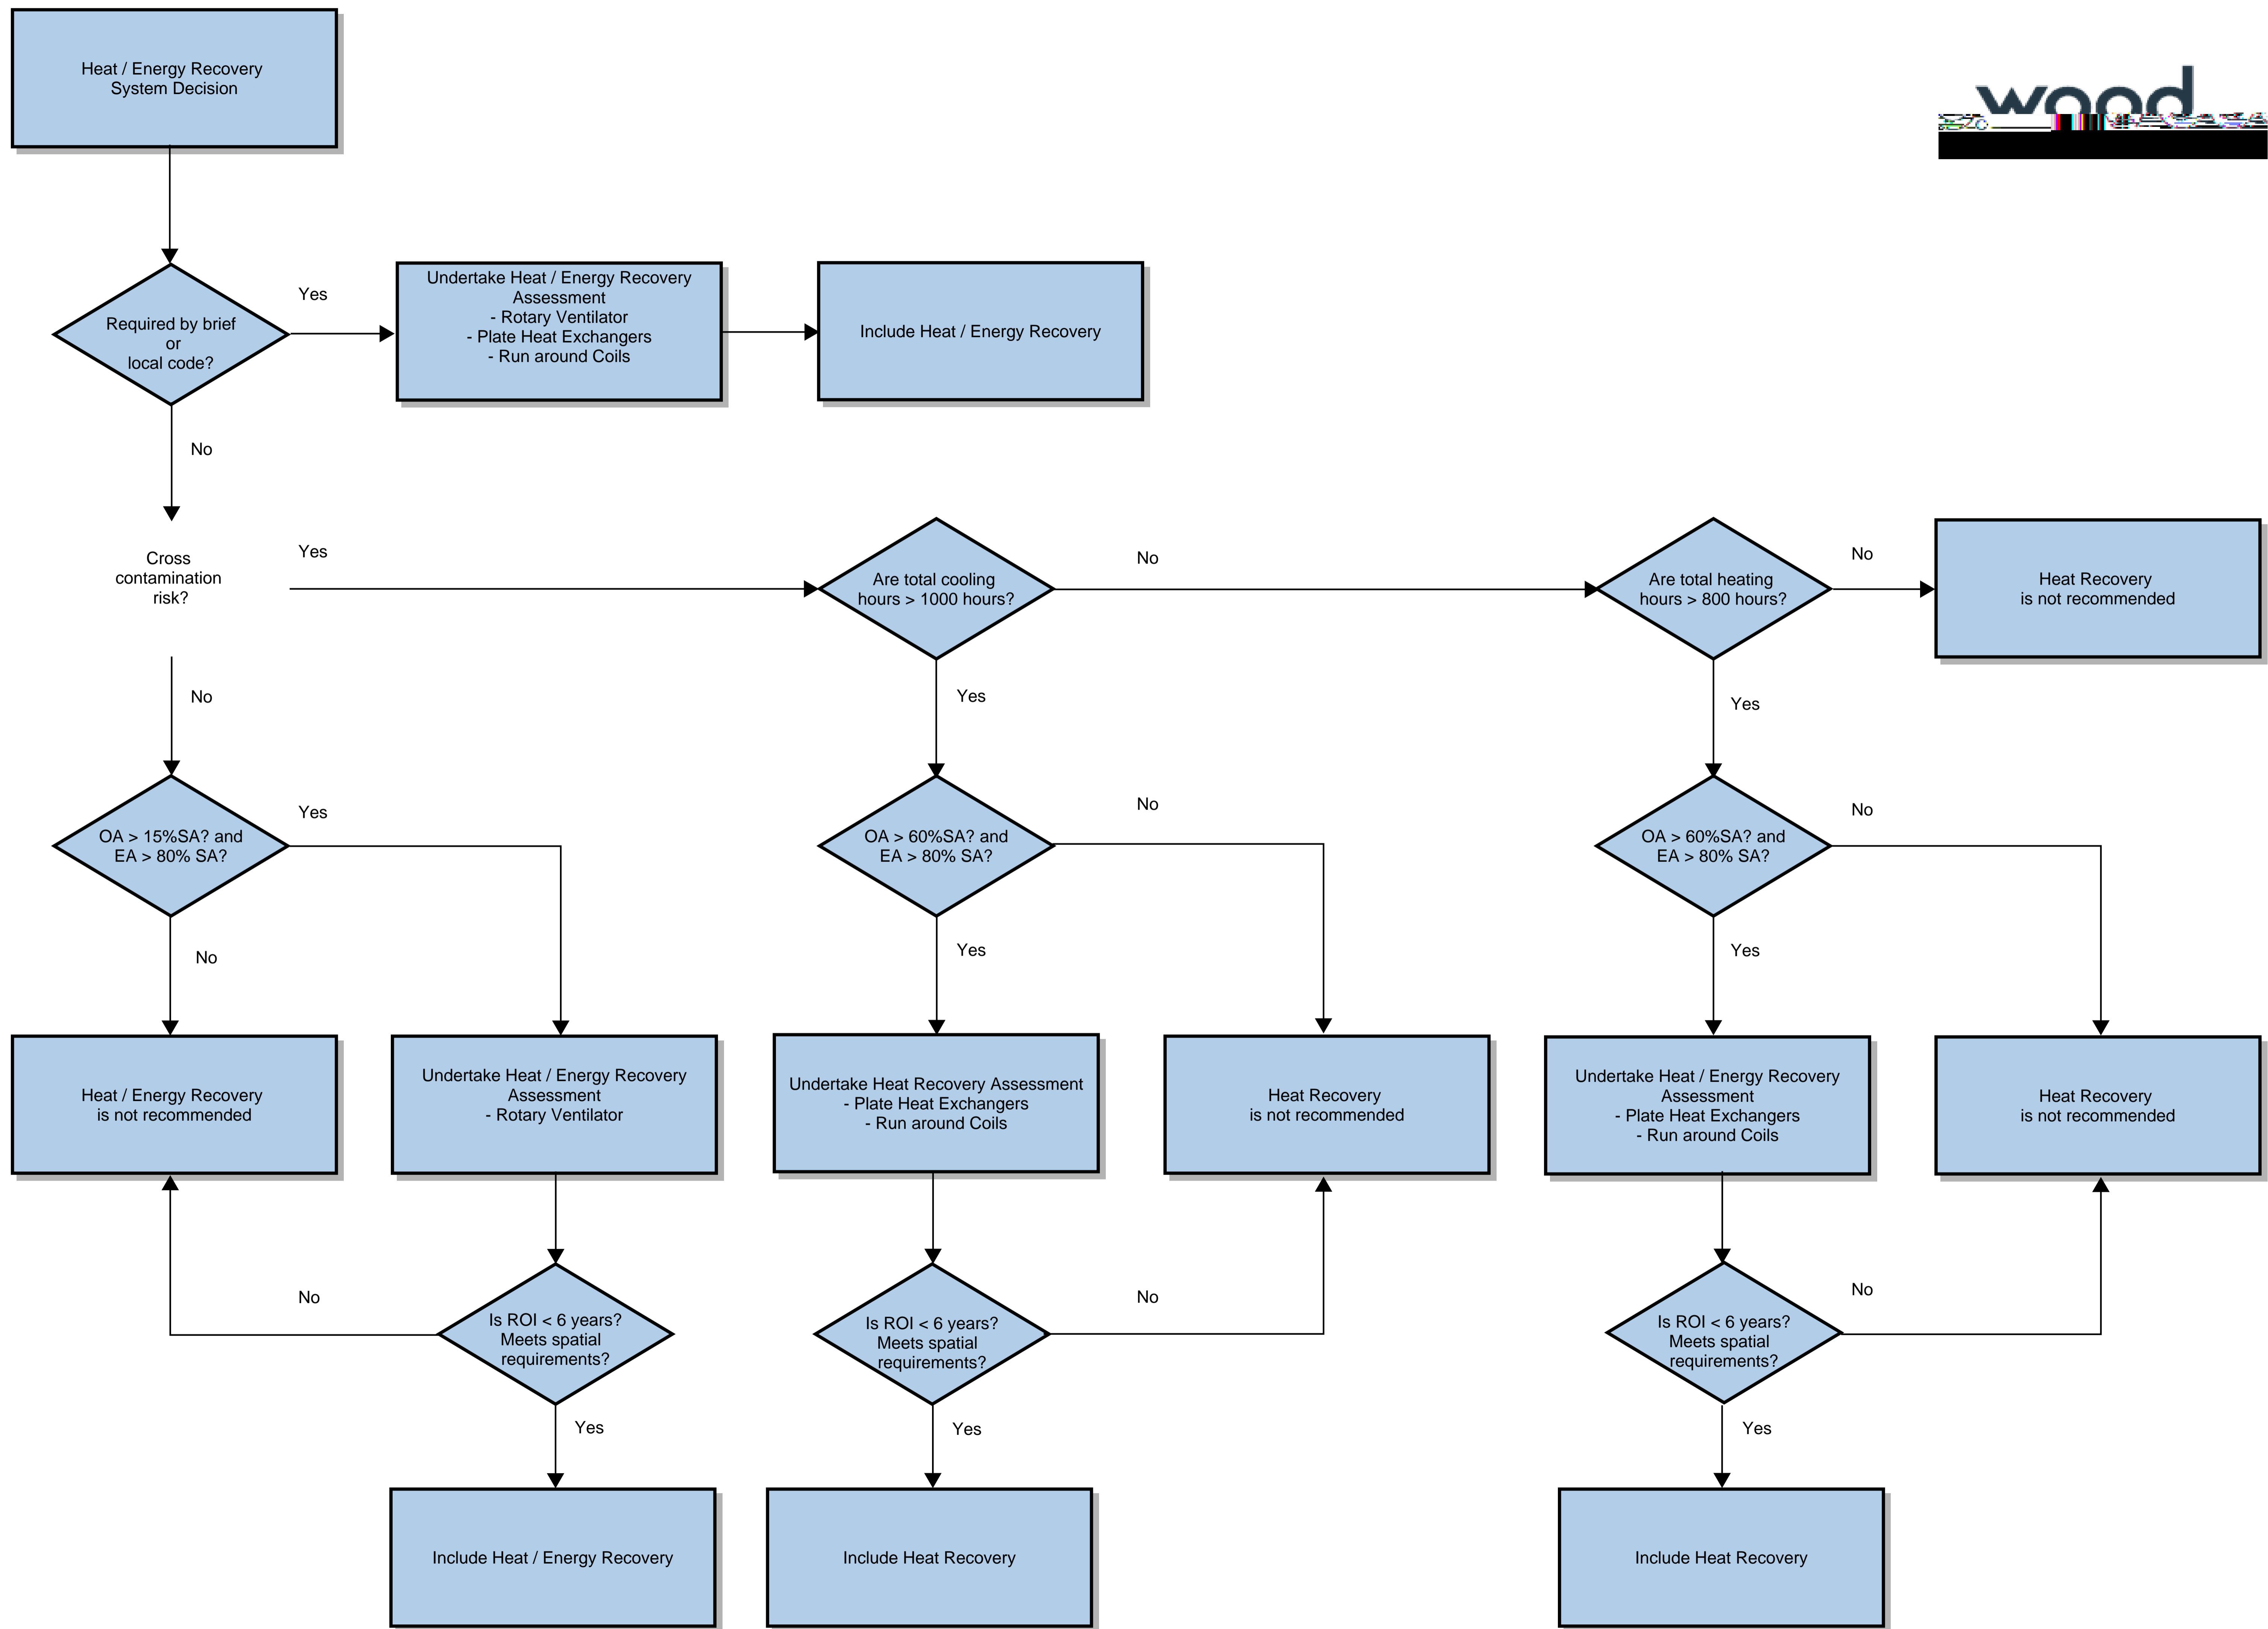 Heat / Energy Recovery
System Decision
wood
Required by brief
or
local code?
Yes
Undertake Heat / Energy Recovery
Assessment
- Rotary Ventilator
- Plate Heat Exchangers
- Run around Coils
Include Heat / Energy Recovery
No
Cross
contamination
risk?
Yes
Are total cooling
hours > 1000 hours?
No
Are total heating
hours > 800 hours?
No
Heat Recovery
is not recommended
No
Yes
Yes
OA > 15%SA? and
EA > 80% SA?
Yes
OA > 60%SA? and
EA > 80% SA?
No
OA > 60%SA? and
EA > 80% SA?
No
No
Yes
Yes
Heat / Energy Recovery
is not recommended
Undertake Heat / Energy Recovery
Assessment
- Rotary Ventilator
Undertake Heat Recovery Assessment
- Plate Heat Exchangers
- Run around Coils
Heat Recovery
is not recommended
Undertake Heat / Energy Recovery
Assessment
- Plate Heat Exchangers
- Run around Coils
Heat Recovery
is not recommended
No
Is ROI < 6 years?
Meets spatial
requirements?
Is ROI < 6 years?
Meets spatial
requirements?
No
Is ROI < 6 years?
Meets spatial
requirements?
No
Yes
Yes
Yes
Include Heat / Energy Recovery
Include Heat Recovery
Include Heat Recovery